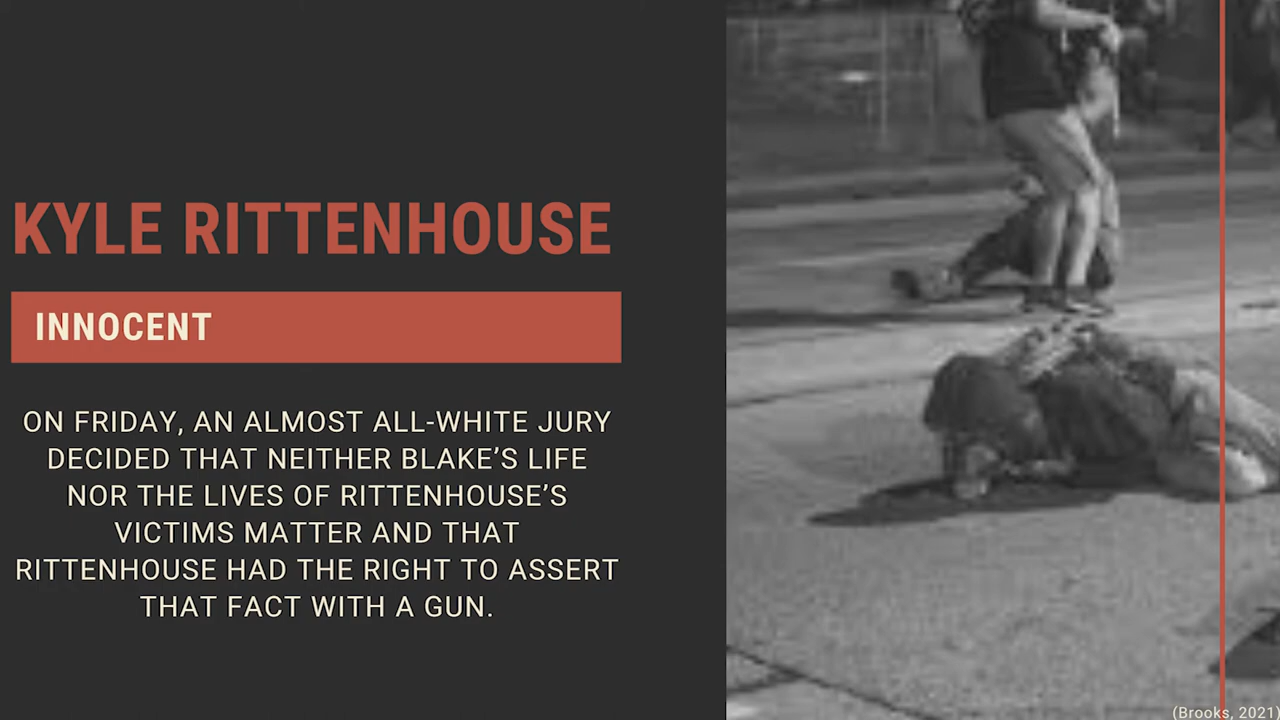 KYLE RITTENHOUSE
INNOCENT
ON FRIDAY, AN ALMOST ALL-WHITE JURY
DECIDED THAT NEITHER BLAKE'S LIFE
NOR THE LIVES OF RITTENHOUSE'S
VICTIMS MATTER AND THAT
RITTENHOUSE HAD THE RIGHT TO ASSERT
THAT FACT WITH A GUN.
(Brooks, 2021)